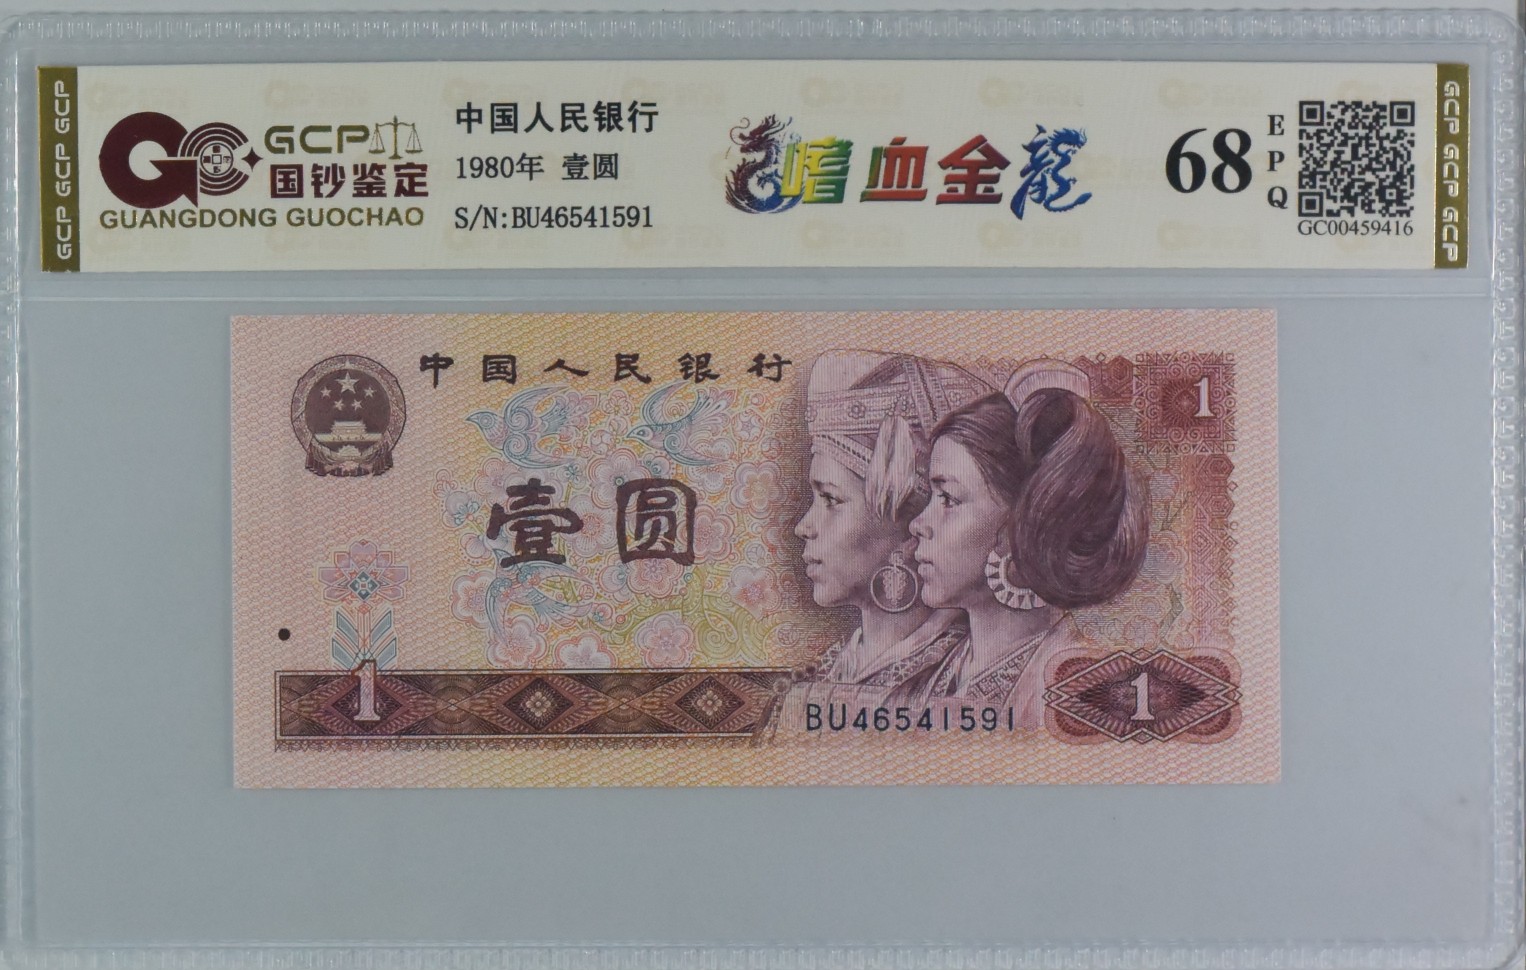 GCP GCP GCP
GCP
国钞鉴定
GUANGDONG GUOCHAO
中国人民银行
1980年 壹圆
S/N:BU46541591
嗜血金龍
68
EPQ
GC00459416
GCP GCP GCP
中国人民银行
1
壹圆
1
BU46541591
1